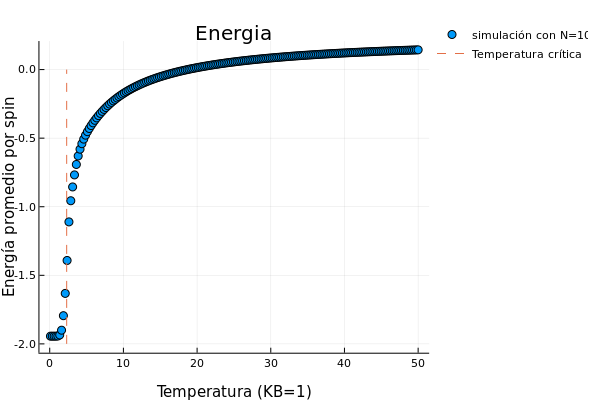 Energia
simulación con N=10
Temperatura crítica
Energía promedio por spin
0.0
-0.5
-1.0
-1.5
-2.0
0 10 20 30 40 50
Temperatura (KB=1)